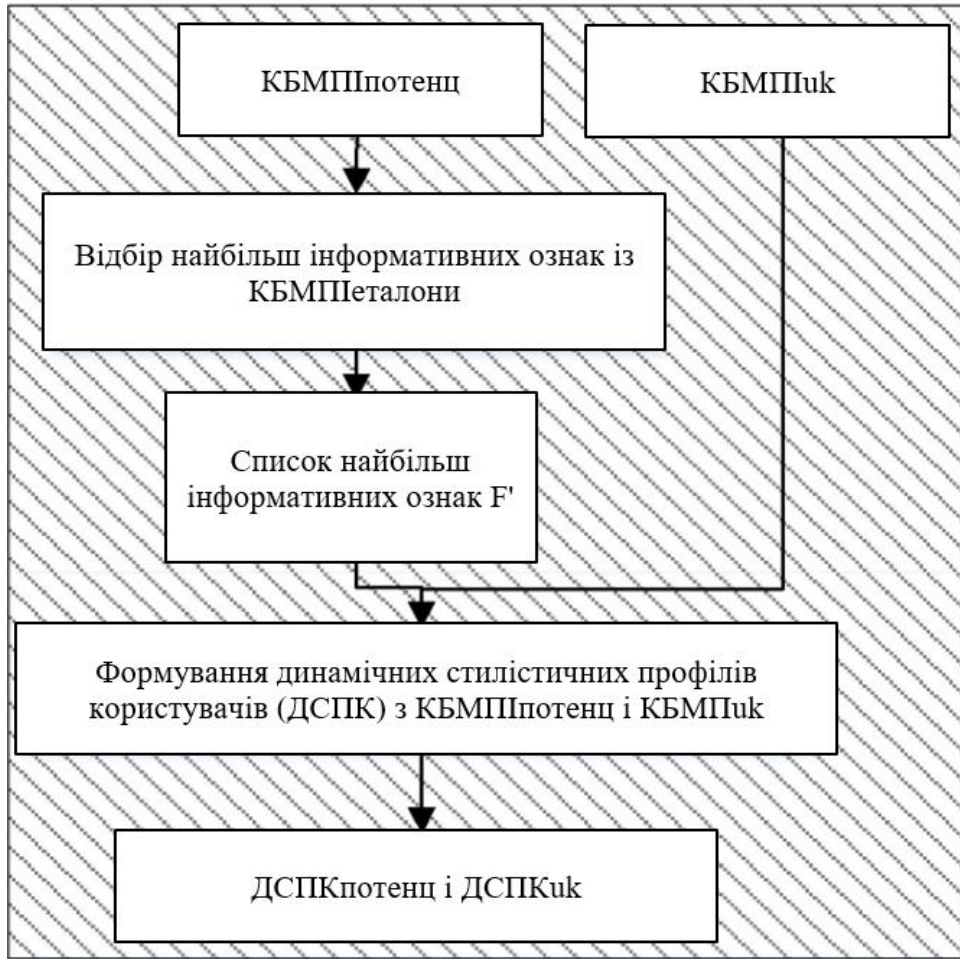 КБМПІпотенц
КБМПІuk
Відбір найбільш інформативних ознак із
КБМПІеталони
Список найбільш
інформативних ознак F'
Формування динамічних стилістичних профілів
користувачів (ДСПК) з КБМПІпотенц і КБМПuk
ДСПКпотенц і ДСПКuk